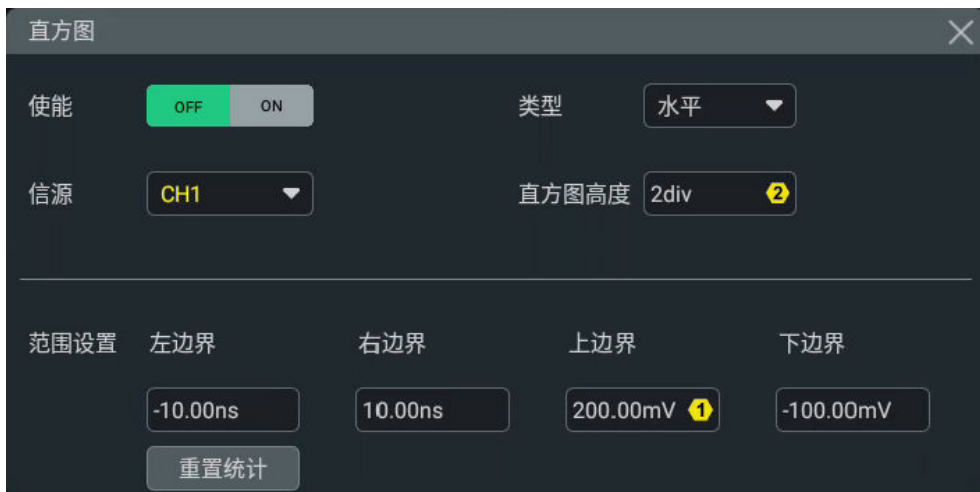 直方图
使能 OFF ON 类型 水平
信源 CH1 直方图高度 2div 2
范围设置 左边界 右边界 上边界 下边界
-10.00ns 10.00ns 200.00mV 1 -100.00mV
重置统计